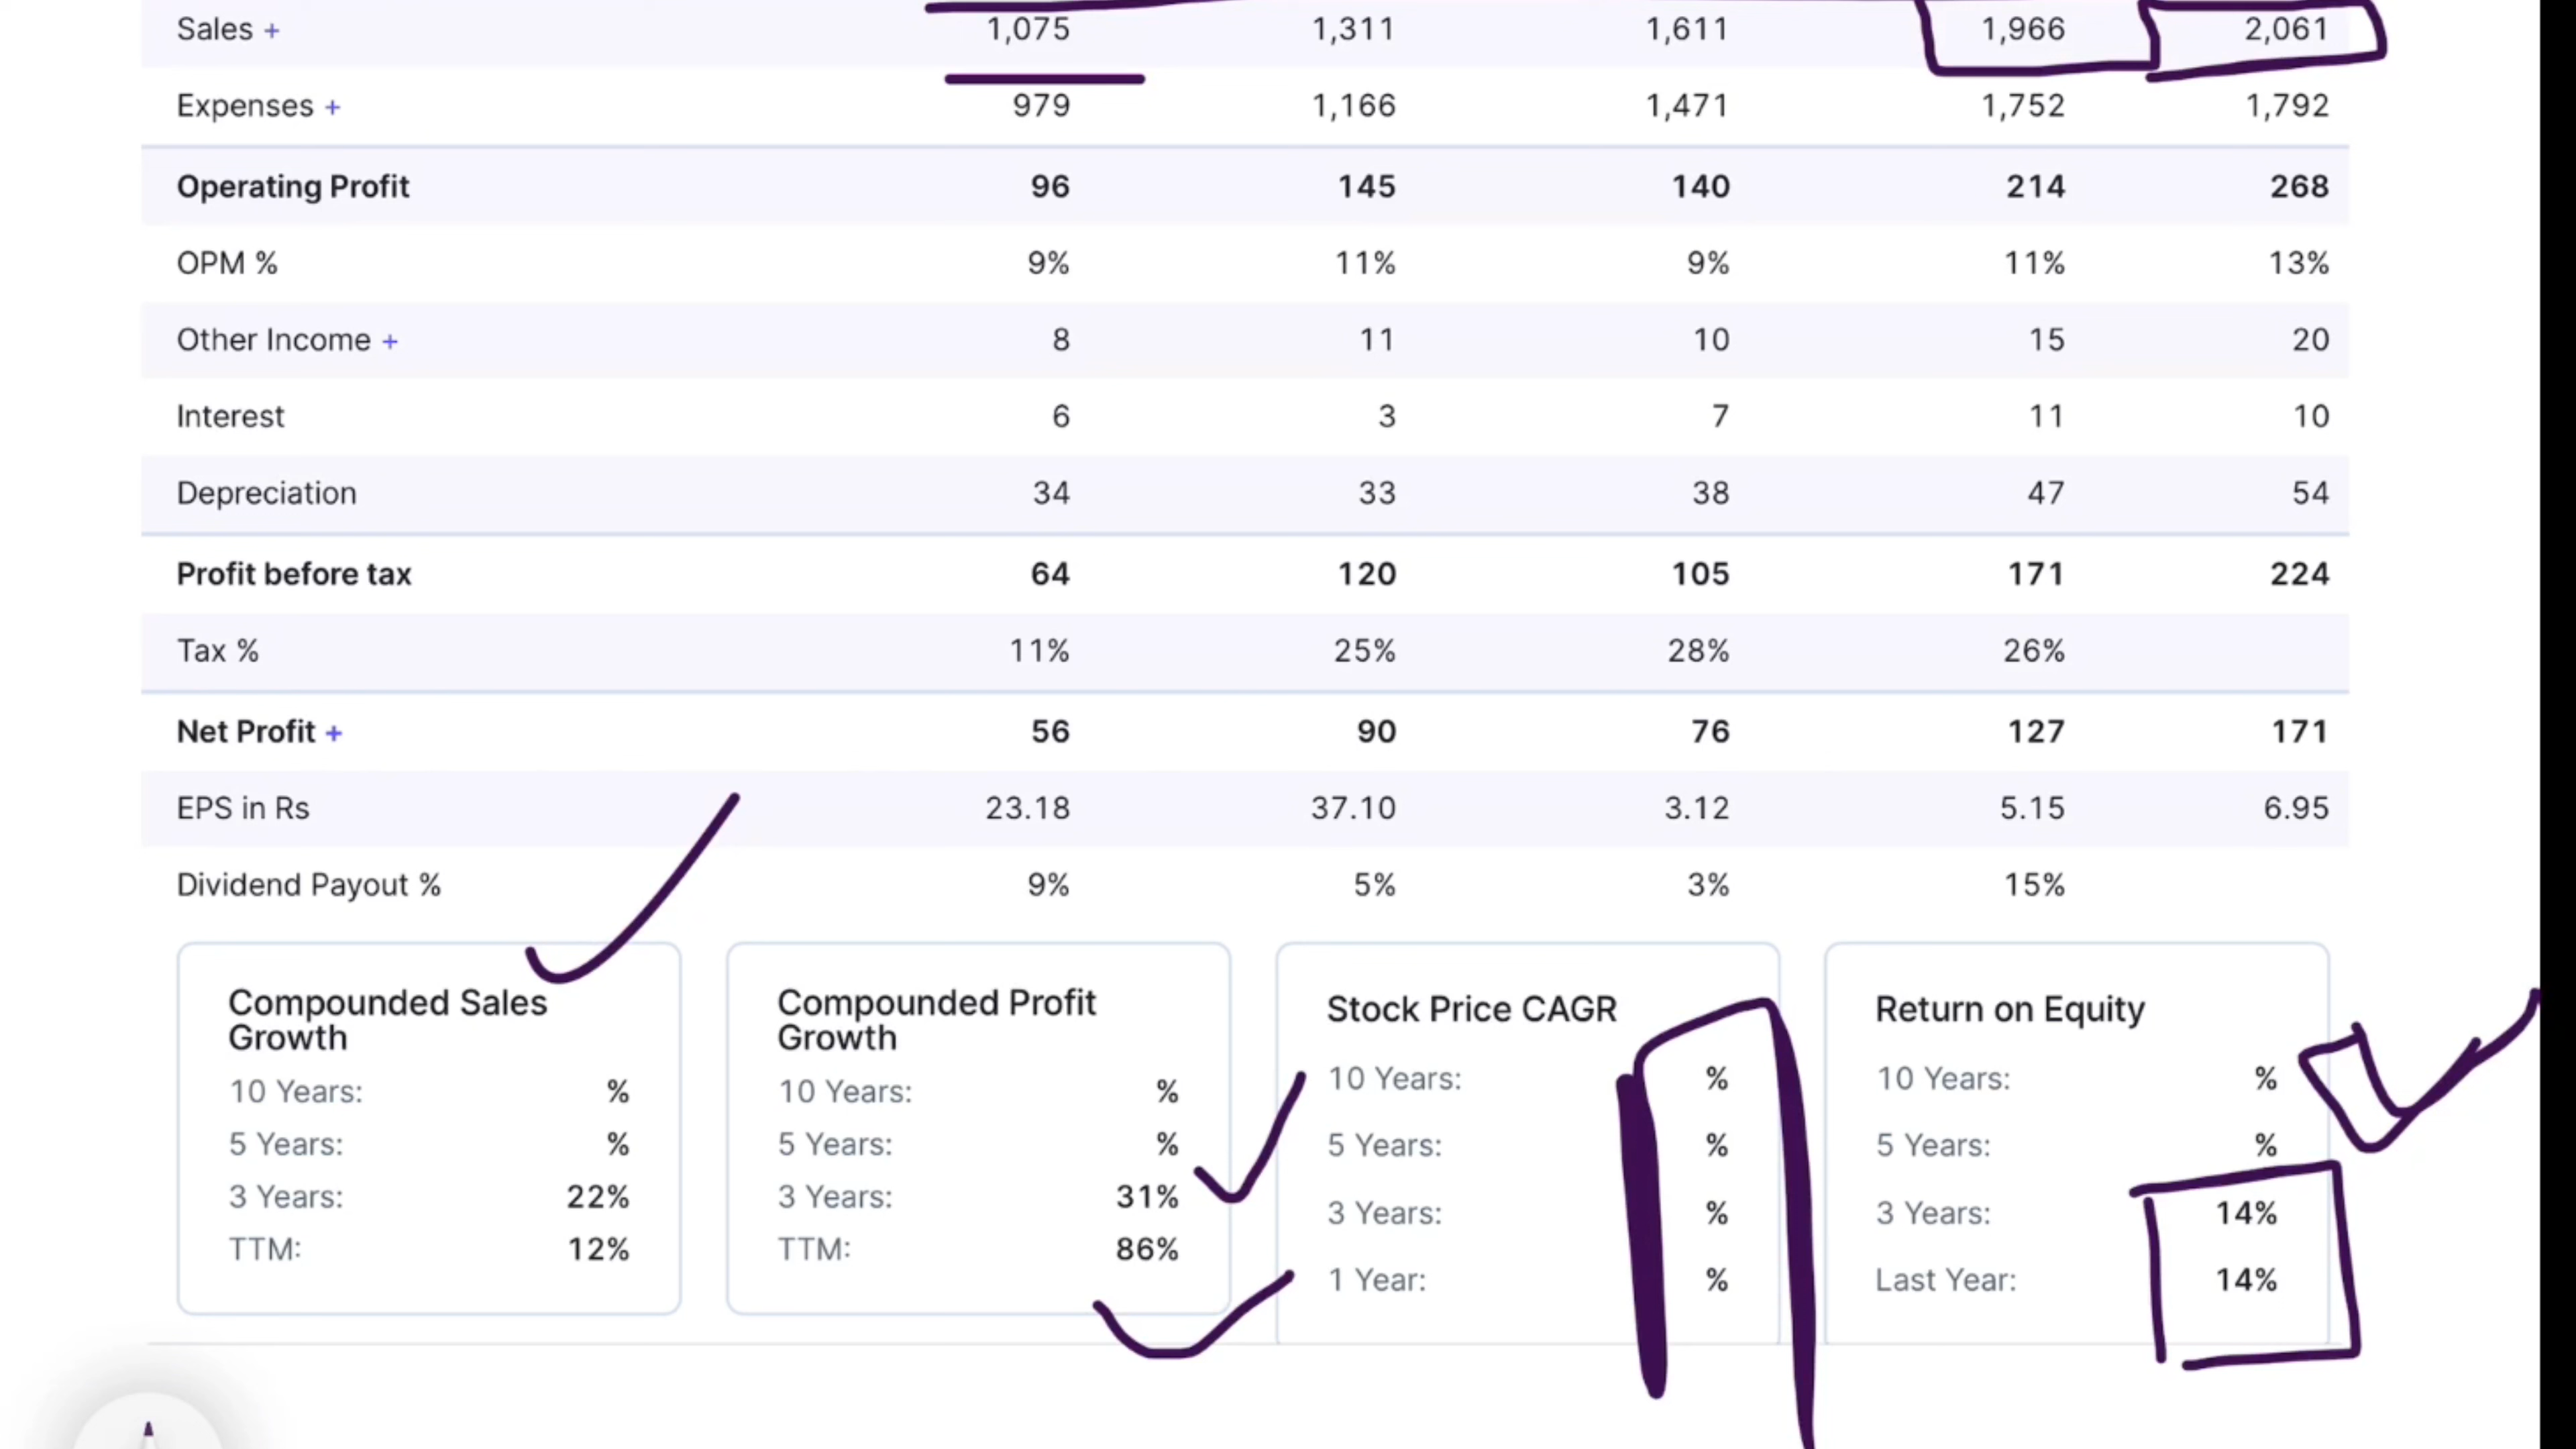 Sales + 1,075 1,311 1,611 1,966 2,061
Expenses + 979 1,166 1,471 1,752 1,792
Operating Profit 96 145 140 214 268
OPM % 9% 11% 9% 11% 13%
Other Income + 8 11 10 15 20
Interest 6 3 7 11 10
Depreciation 34 33 38 47 54
Profit before tax 64 120 105 171 224
Tax % 11% 25% 28% 26%
Net Profit + 56 90 76 127 171
EPS in Rs 23.18 37.10 3.12 5.15 6.95
Dividend Payout % 9% 5% 3% 15%
Compounded Sales
Growth
10 Years: %
5 Years: %
3 Years: 22%
TTM: 12%
Compounded Profit
Growth
10 Years: %
5 Years: %
3 Years: 31%
TTM: 86%
Stock Price CAGR
10 Years: %
5 Years: %
3 Years: %
1 Year: %
Return on Equity
10 Years: %
5 Years: %
3 Years: 14%
Last Year: 14%